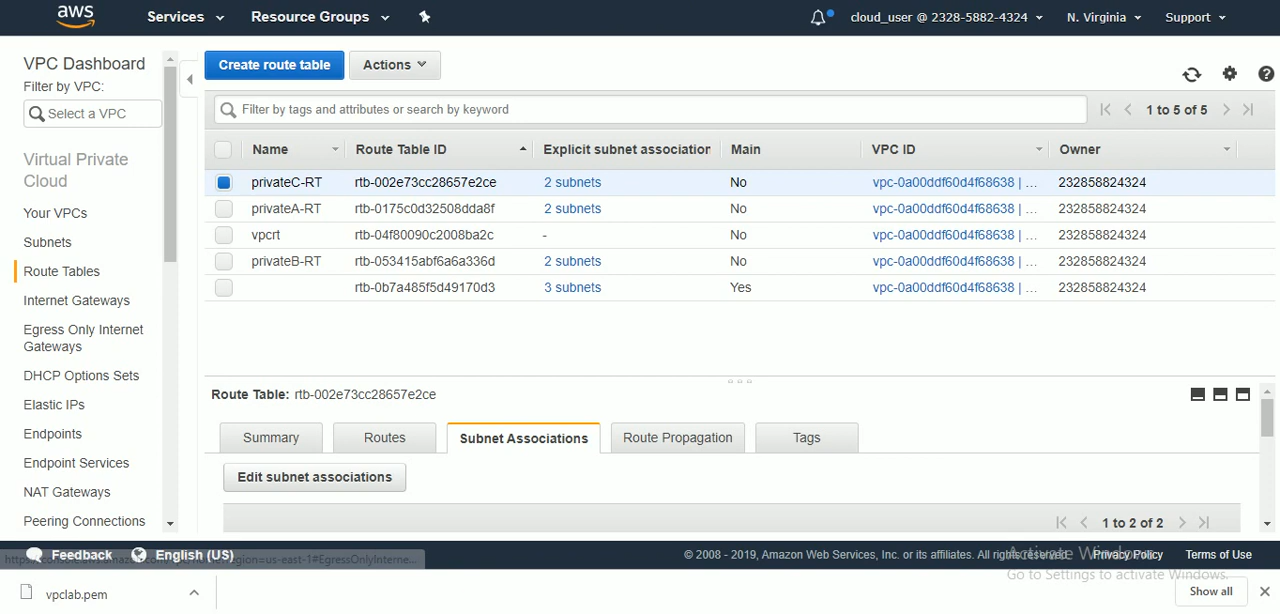 aws Services Resource Groups cloud_user @ 2328-5882-4324 N. Virginia Support
VPC Dashboard
Filter by VPC:
Select a VPC
Virtual Private
Cloud
Your VPCs
Subnets
Route Tables
Internet Gateways
Egress Only Internet
Gateways
DHCP Options Sets
Elastic IPs
Endpoints
Endpoint Services
NAT Gateways
Peering Connections
Create route table Actions
Filter by tags and attributes or search by keyword 1 to 5 of 5
Name Route Table ID Explicit subnet association Main VPC ID Owner
privateC-RT rtb-002e73cc28657e2ce 2 subnets No vpc-0a00ddf60d4f68638 | ... 232858824324
privateA-RT rtb-0175c0d32508dda8f 2 subnets No vpc-0a00ddf60d4f68638 | ... 232858824324
vpcrt rtb-04f80090c2008ba2c - No vpc-0a00ddf60d4f68638 | ... 232858824324
privateB-RT rtb-053415abf6a6a336d 2 subnets No vpc-0a00ddf60d4f68638 | ... 232858824324
rtb-0b7a485f5d49170d3 3 subnets Yes vpc-0a00ddf60d4f68638 | ... 232858824324
Route Table: rtb-002e73cc28657e2ce
Summary Routes Subnet Associations Route Propagation Tags
Edit subnet associations
1 to 2 of 2
Feedback English (US) © 2008 - 2019, Amazon Web Services, Inc. or its affiliates. All rights reserved. Privacy Policy Terms of Use
Activate Windows
Go to Settings to activate Windows.
vpclab.pem Show all